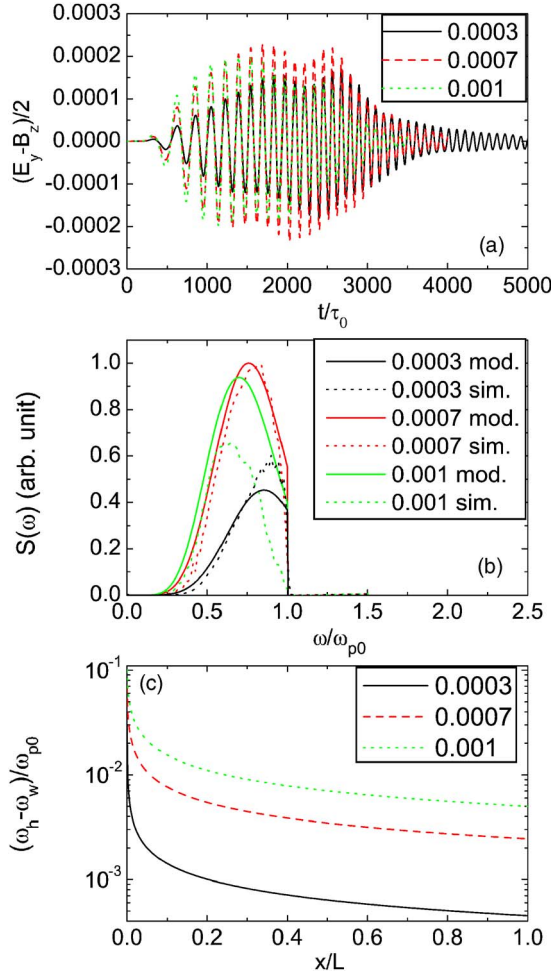 0.0003
0.0002
0.0001
0.0000
-0.0001
-0.0002
-0.0003
(E_y-B_z)/2
0.0003
0.0007
0.001
(a)
0 1000 2000 3000 4000 5000
t/τ_0
1.0
0.8
0.6
0.4
0.2
0.0
S(ω) (arb. unit)
0.0003 mod.
0.0003 sim.
0.0007 mod.
0.0007 sim.
0.001 mod.
0.001 sim.
(b)
0.0 0.5 1.0 1.5 2.0 2.5
ω/ω_p0
10^-1
10^-2
10^-3
(ω_h-ω_w)/ω_p0
(c)
0.0003
0.0007
0.001
0.0 0.2 0.4 0.6 0.8 1.0
x/L